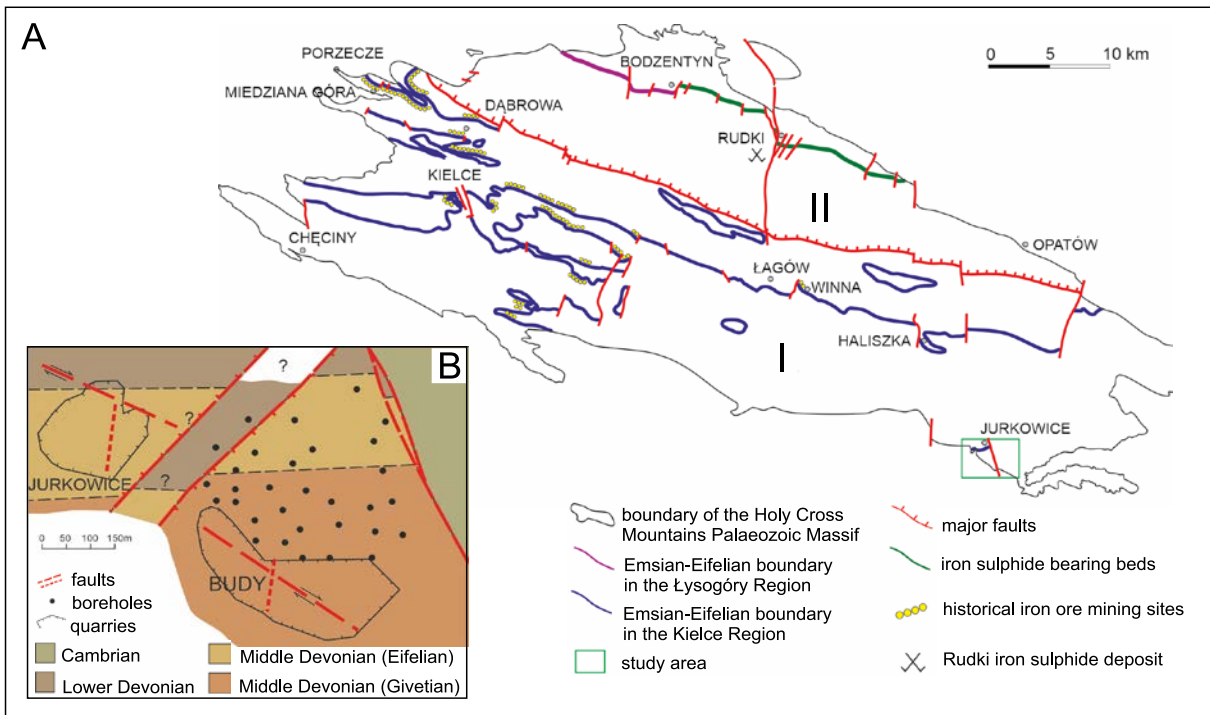 A
PORZECZE
MIEDZIANA GÓRA
DĄBROWA
BODZENTYN
0 5 10 km
RUDKI
KIELCE
II
CHĘCINY
OPATÓW
ŁAGÓW
WINNA
HALISZKA
I
JURKOWICE
B
?
?
?
JURKOWICE
0 50 100 150m
BUDY
faults
boreholes
quarries
Cambrian
Lower Devonian
Middle Devonian (Eifelian)
Middle Devonian (Givetian)
boundary of the Holy Cross
Mountains Palaeozoic Massif
Emsian-Eifelian boundary
in the Łysogóry Region
Emsian-Eifelian boundary
in the Kielce Region
study area
major faults
iron sulphide bearing beds
historical iron ore mining sites
Rudki iron sulphide deposit